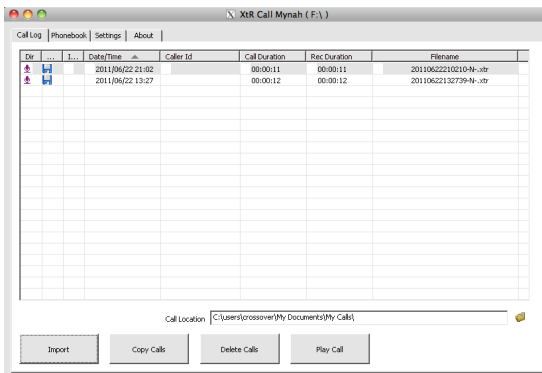 XtR Call Mynah ( F:\ )
Call Log Phonebook Settings About
Dir ... I... Date/Time Caller Id Call Duration Rec Duration Filename
2011/06/22 21:02 00:00:11 00:00:11 20110622210210-N-.xtr
2011/06/22 13:27 00:00:12 00:00:12 20110622132739-N-.xtr
Call Location C:\users\crossover\My Documents\My Calls\
Import Copy Calls Delete Calls Play Call